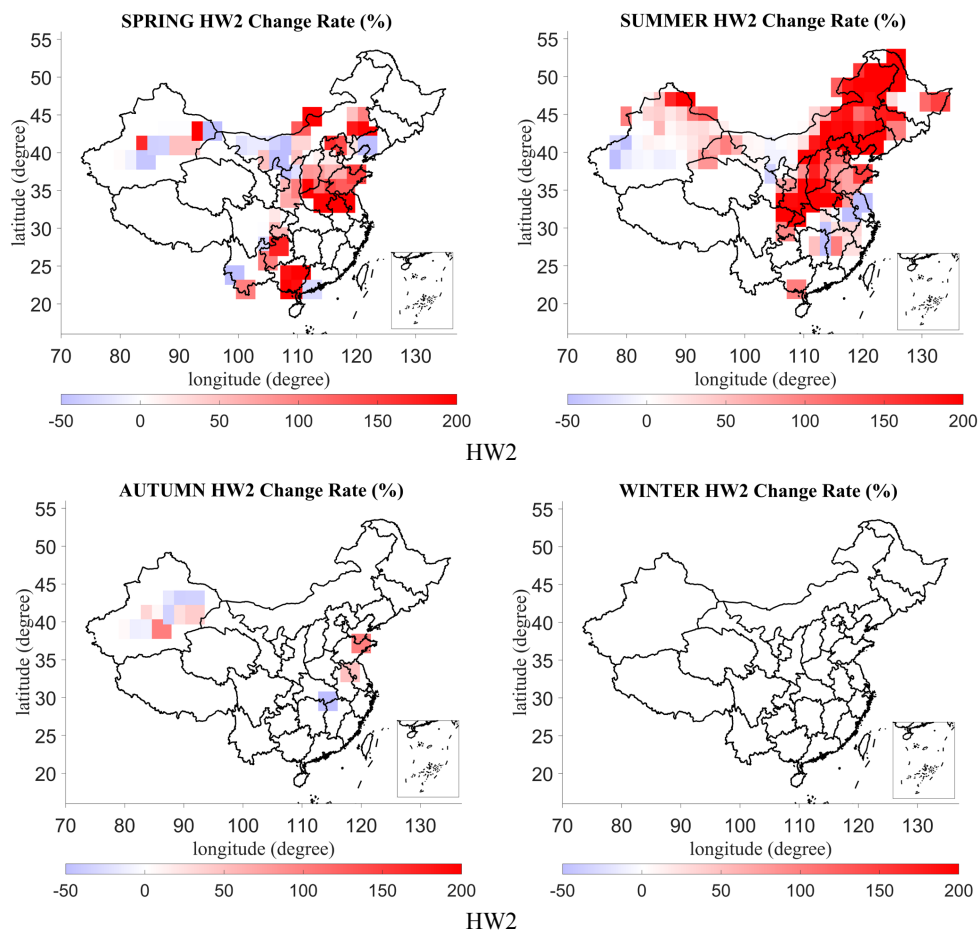 SPRING HW2 Change Rate (%)
55
50
45
40
35
30
25
20
latitude (degree)
70 80 90 100 110 120 130
longitude (degree)
-50 0 50 100 150 200
SUMMER HW2 Change Rate (%)
55
50
45
40
35
30
25
20
latitude (degree)
70 80 90 100 110 120 130
longitude (degree)
-50 0 50 100 150 200
HW2
AUTUMN HW2 Change Rate (%)
55
50
45
40
35
30
25
20
latitude (degree)
70 80 90 100 110 120 130
longitude (degree)
-50 0 50 100 150 200
WINTER HW2 Change Rate (%)
55
50
45
40
35
30
25
20
latitude (degree)
70 80 90 100 110 120 130
longitude (degree)
-50 0 50 100 150 200
HW2